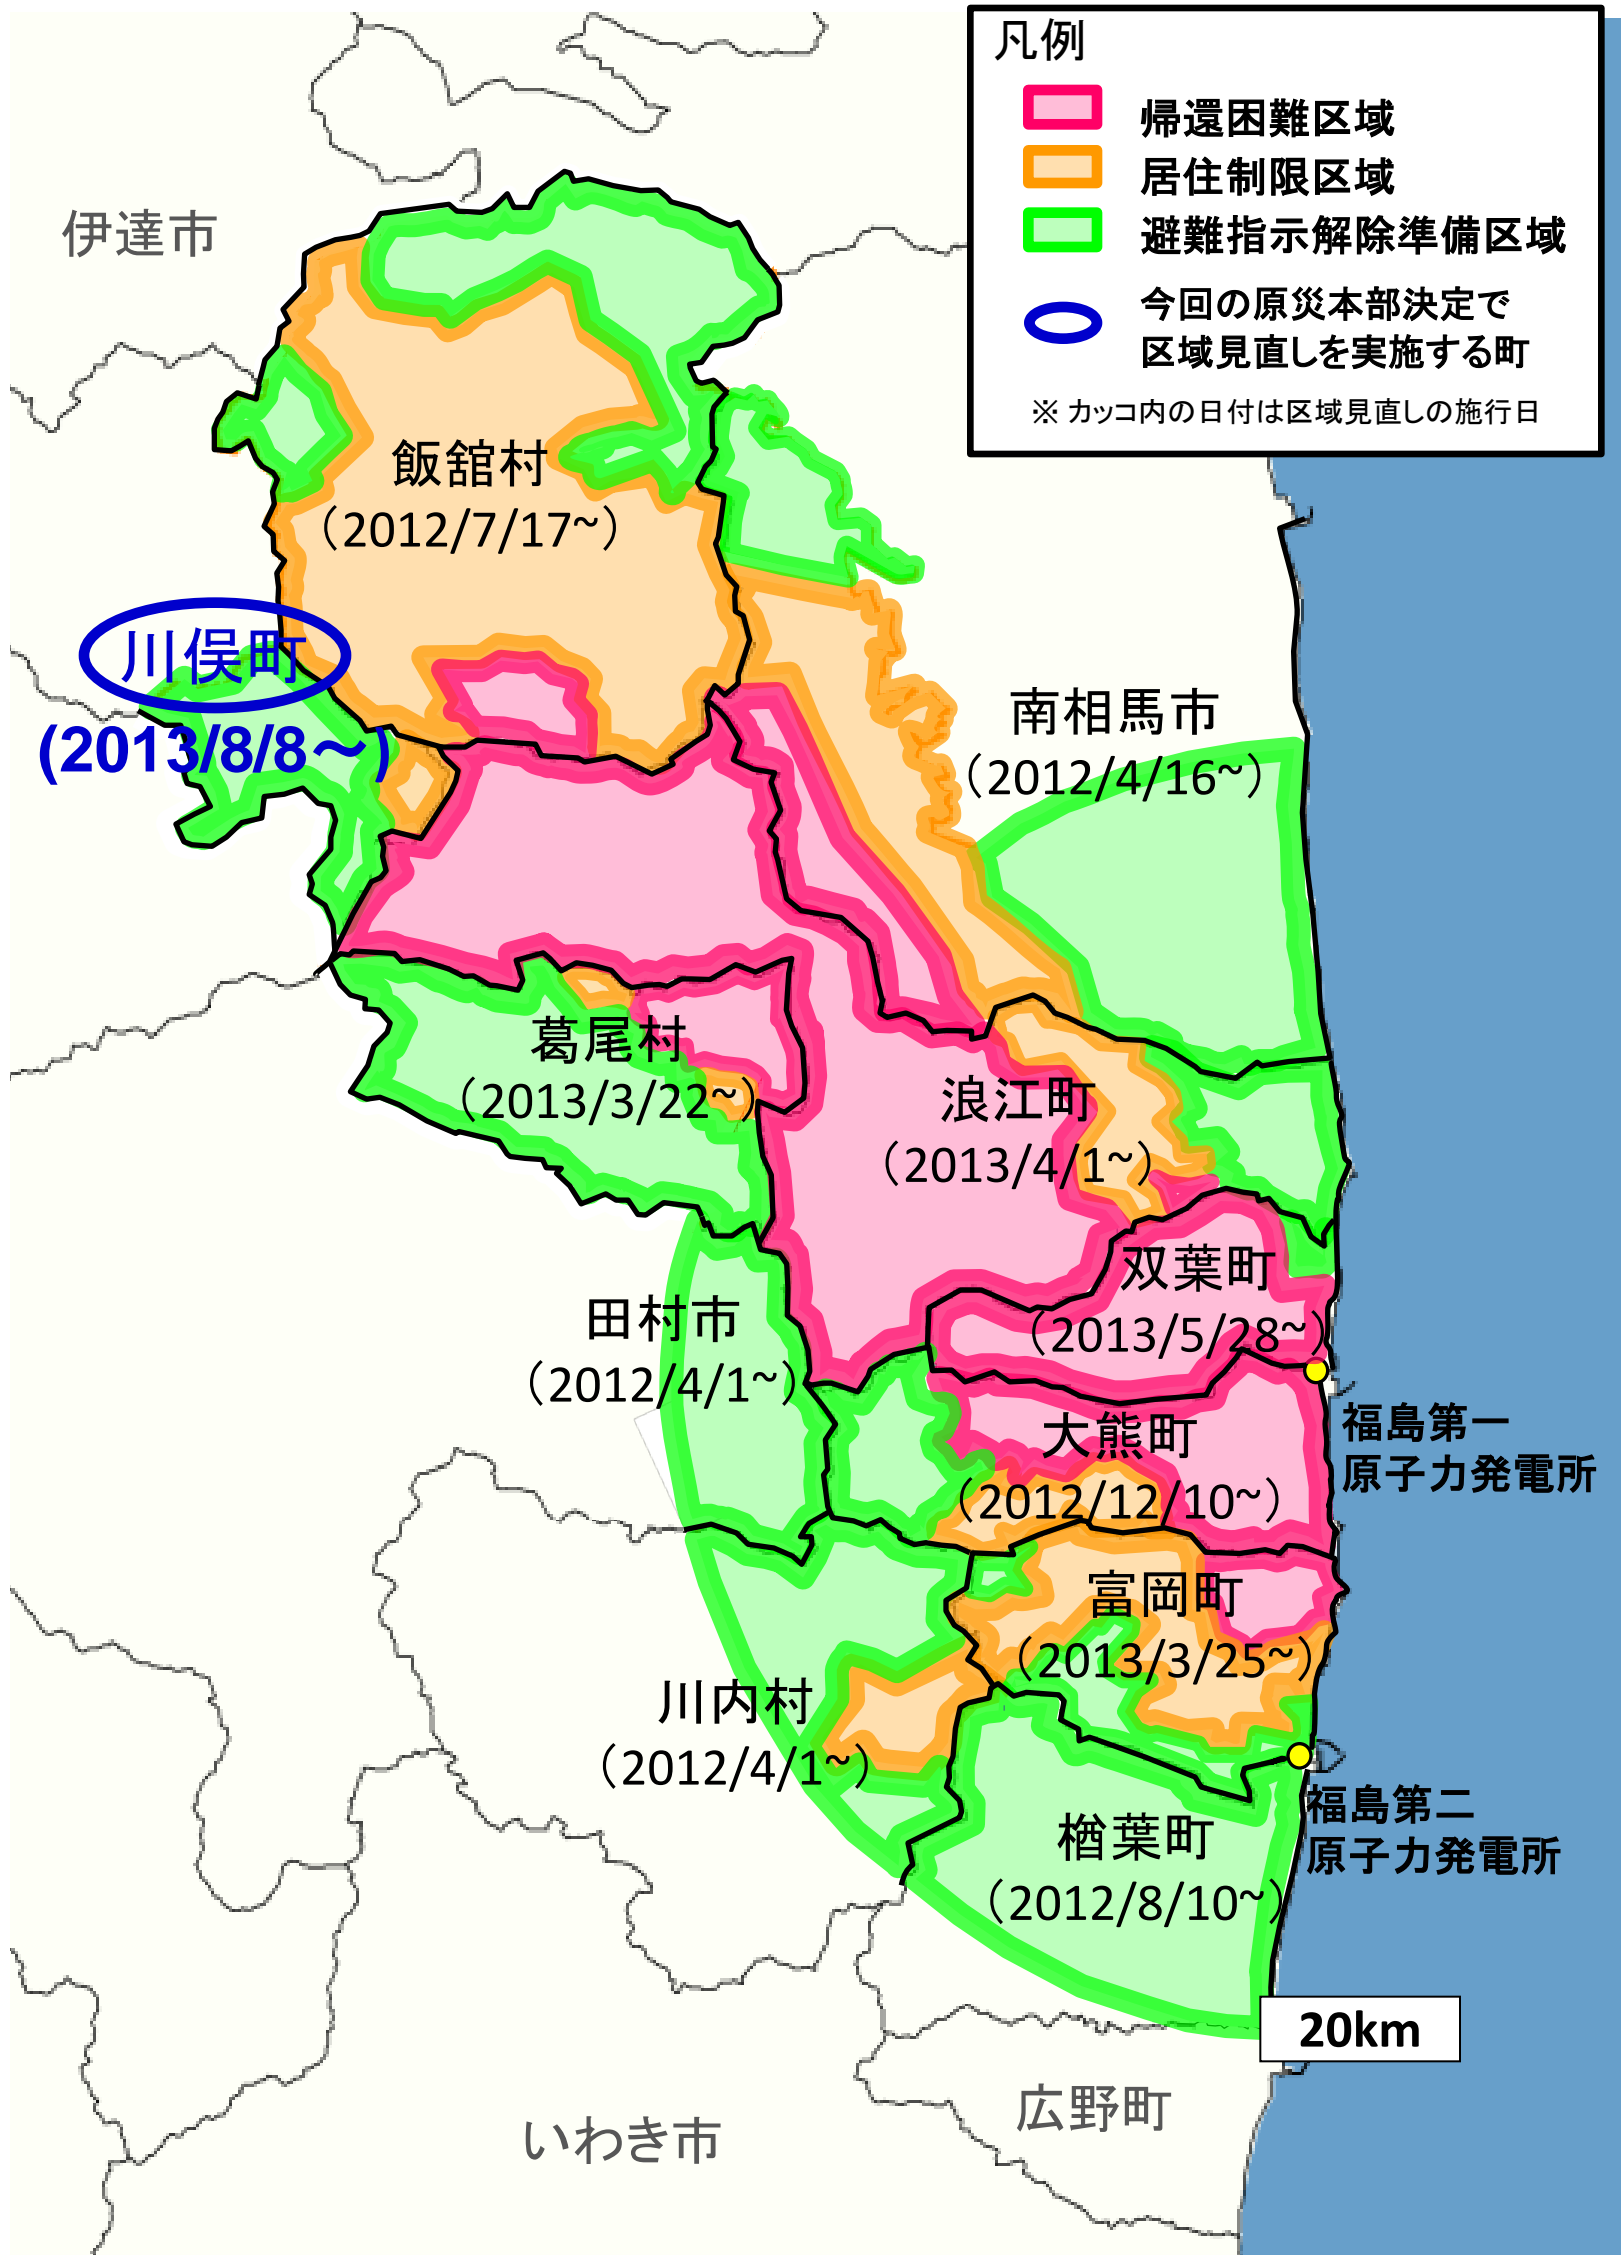 凡例
帰還困難区域
居住制限区域
避難指示解除準備区域
今回の原災本部決定で
区域見直しを実施する町
※ カッコ内の日付は区域見直しの施行日
伊達市
飯舘村
（2012/7/17~）
川俣町
(2013/8/8～)
南相馬市
（2012/4/16~）
葛尾村
（2013/3/22~）
浪江町
（2013/4/1~）
双葉町
（2013/5/28~）
田村市
（2012/4/1~）
大熊町
（2012/12/10~）
福島第一
原子力発電所
富岡町
（2013/3/25~）
川内村
（2012/4/1~）
福島第二
原子力発電所
楢葉町
（2012/8/10~）
20km
広野町
いわき市